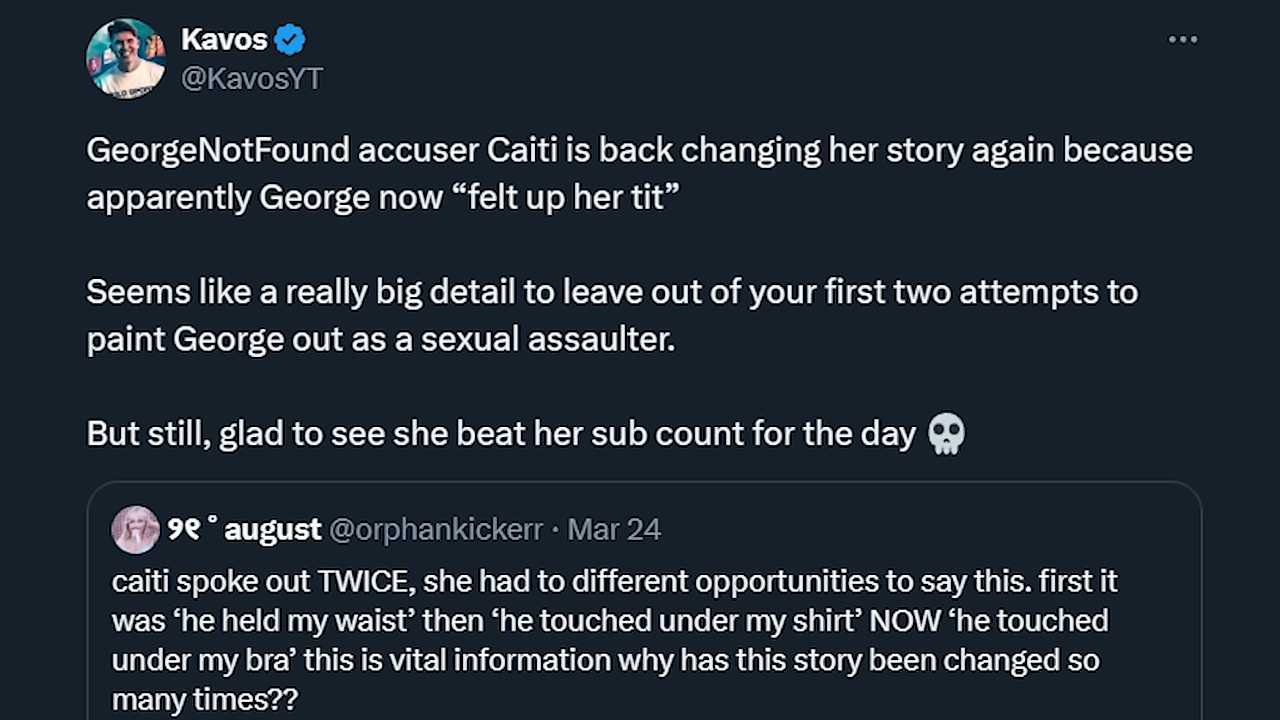 Kavos
@KavosYT
GeorgeNotFound accuser Caiti is back changing her story again because
apparently George now “felt up her tit”
Seems like a really big detail to leave out of your first two attempts to
paint George out as a sexual assaulter.
But still, glad to see she beat her sub count for the day 💀
୨୧ ˚ august @orphankickerr · Mar 24
caiti spoke out TWICE, she had to different opportunities to say this. first it
was ‘he held my waist’ then ‘he touched under my shirt’ NOW ‘he touched
under my bra’ this is vital information why has this story been changed so
many times??